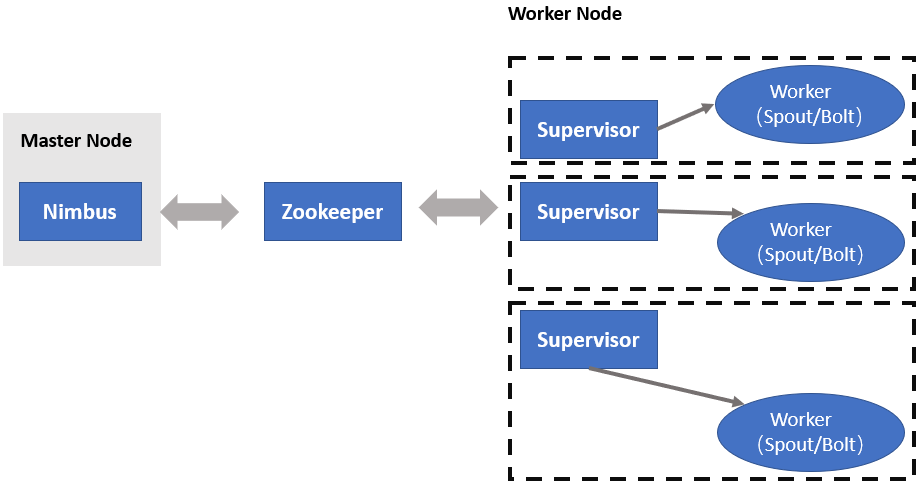 Worker Node
Master Node
Nimbus
Zookeeper
Supervisor
Worker
(Spout/Bolt)
Supervisor
Worker
(Spout/Bolt)
Supervisor
Worker
(Spout/Bolt)